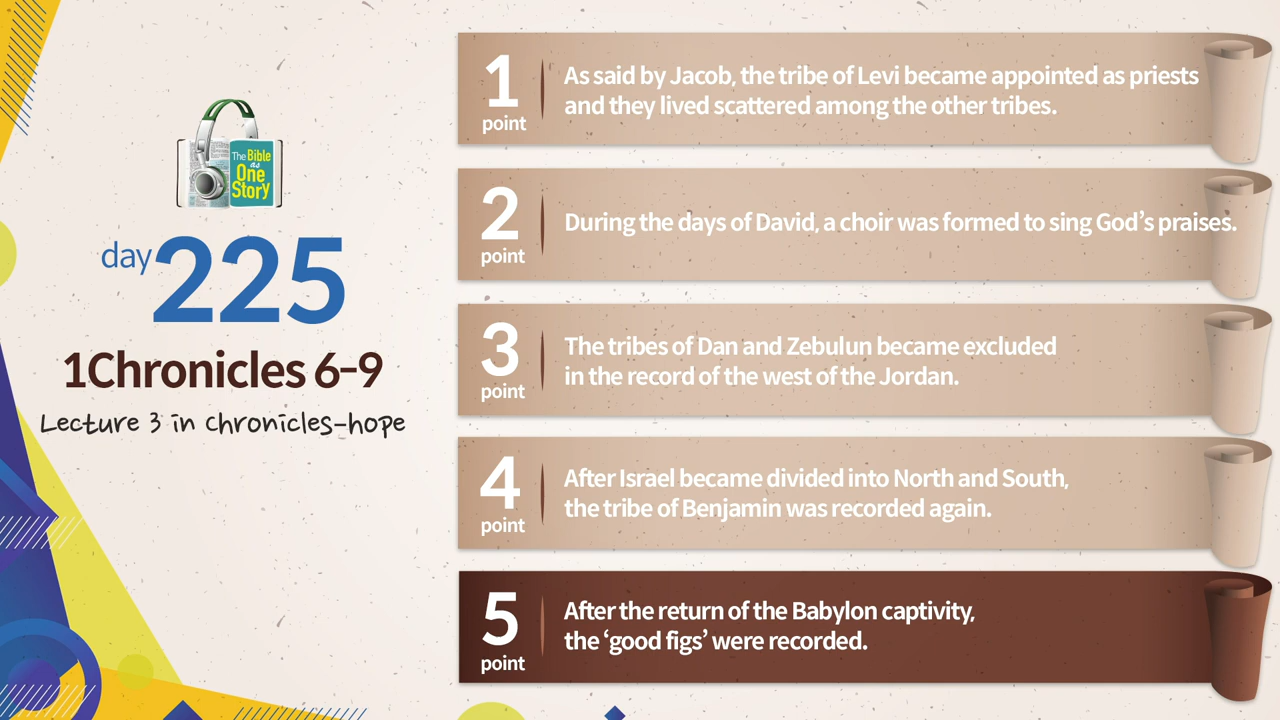 The Bible
as
One
Story
day 225
1Chronicles 6-9
Lecture 3 in Chronicles-hope
1
point
As said by Jacob, the tribe of Levi became appointed as priests
and they lived scattered among the other tribes.
2
point
During the days of David, a choir was formed to sing God’s praises.
3
point
The tribes of Dan and Zebulun became excluded
in the record of the west of the Jordan.
4
point
After Israel became divided into North and South,
the tribe of Benjamin was recorded again.
5
point
After the return of the Babylon captivity,
the ‘good figs’ were recorded.